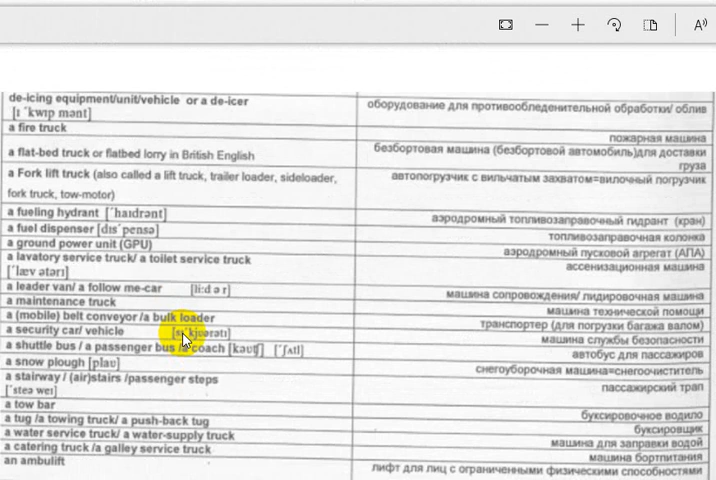 de-icing equipment/unit/vehicle or a de-icer
[ɪ ˈkwɪp mənt]
оборудование для противообледенительной обработки/ облив
a fire truck
пожарная машина
a flat-bed truck or flatbed lorry in British English
безбортовая машина (безбортовой автомобиль)для доставки
груза
a Fork lift truck (also called a lift truck, trailer loader, sideloader,
fork truck, tow-motor)
автопогрузчик с вильчатым захватом=вилочный погрузчик
a fueling hydrant [ˈhaɪdrənt]
аэродромный топливозаправочный гидрант (кран)
a fuel dispenser [dɪsˈpensə]
топливозаправочная колонка
a ground power unit (GPU)
аэродромный пусковой агрегат (АПА)
a lavatory service truck/ a toilet service truck
[ˈlæv ətərɪ]
ассенизационная машина
a leader van/ a follow me-car [li:d ə r]
машина сопровождения/ лидировочная машина
a maintenance truck
машина технической помощи
a (mobile) belt conveyor /a bulk loader
транспортер (для погрузки багажа валом)
a security car/ vehicle
машина службы безопасности
a shuttle bus / a passenger bus /a coach [kəʊtʃ] [ˈʃʌtl]
автобус для пассажиров
a snow plough [plaʊ]
снегоуборочная машина=снегоочиститель
a stairway / (air)stairs /passenger steps
[ˈsteə weɪ]
пассажирский трап
a tow bar
буксировочное водило
a tug /a towing truck/ a push-back tug
буксировщик
a water service truck/ a water-supply truck
машина для заправки водой
a catering truck /a galley service truck
машина бортпитания
an ambulift
лифт для лиц с ограниченными физическими способностями